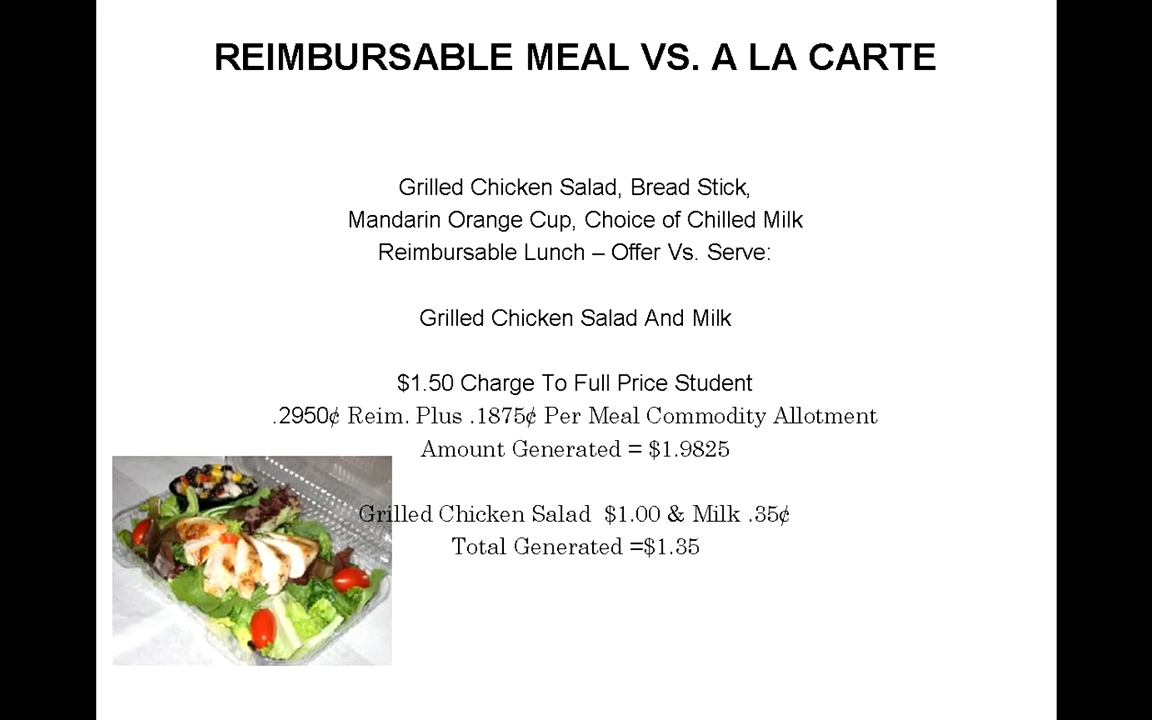 REIMBURSABLE MEAL VS. A LA CARTE
Grilled Chicken Salad, Bread Stick,
Mandarin Orange Cup, Choice of Chilled Milk
Reimbursable Lunch – Offer Vs. Serve:
Grilled Chicken Salad And Milk
$1.50 Charge To Full Price Student
.2950¢ Reim. Plus .1875¢ Per Meal Commodity Allotment
Amount Generated = $1.9825
Grilled Chicken Salad $1.00 & Milk .35¢
Total Generated =$1.35